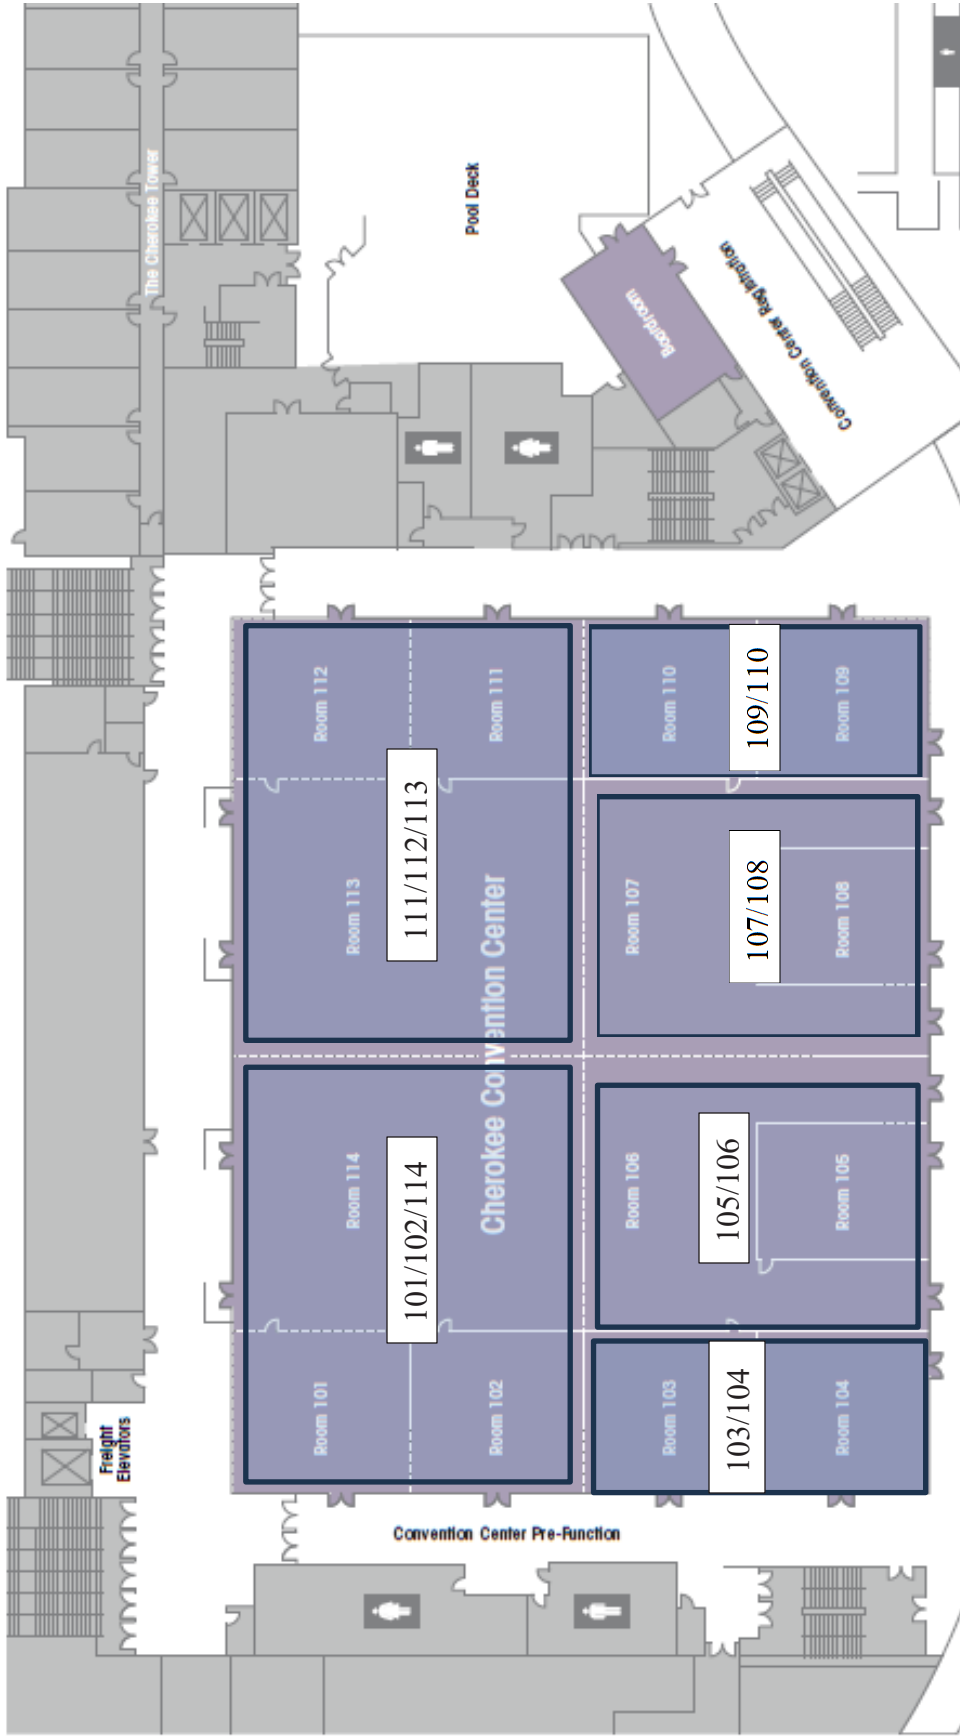 The Cherokee Tower
Pool Deck
Boardroom
Convention Center Registration
Room 112
Room 111
Room 110
Room 109
109/110
111/112/113
Room 113
Room 107
107/108
Room 108
Cherokee Convention Center
Room 114
101/102/114
Room 106
105/106
Room 105
Room 101
Room 102
Room 103
103/104
Room 104
Freight
Elevators
Convention Center Pre-Function